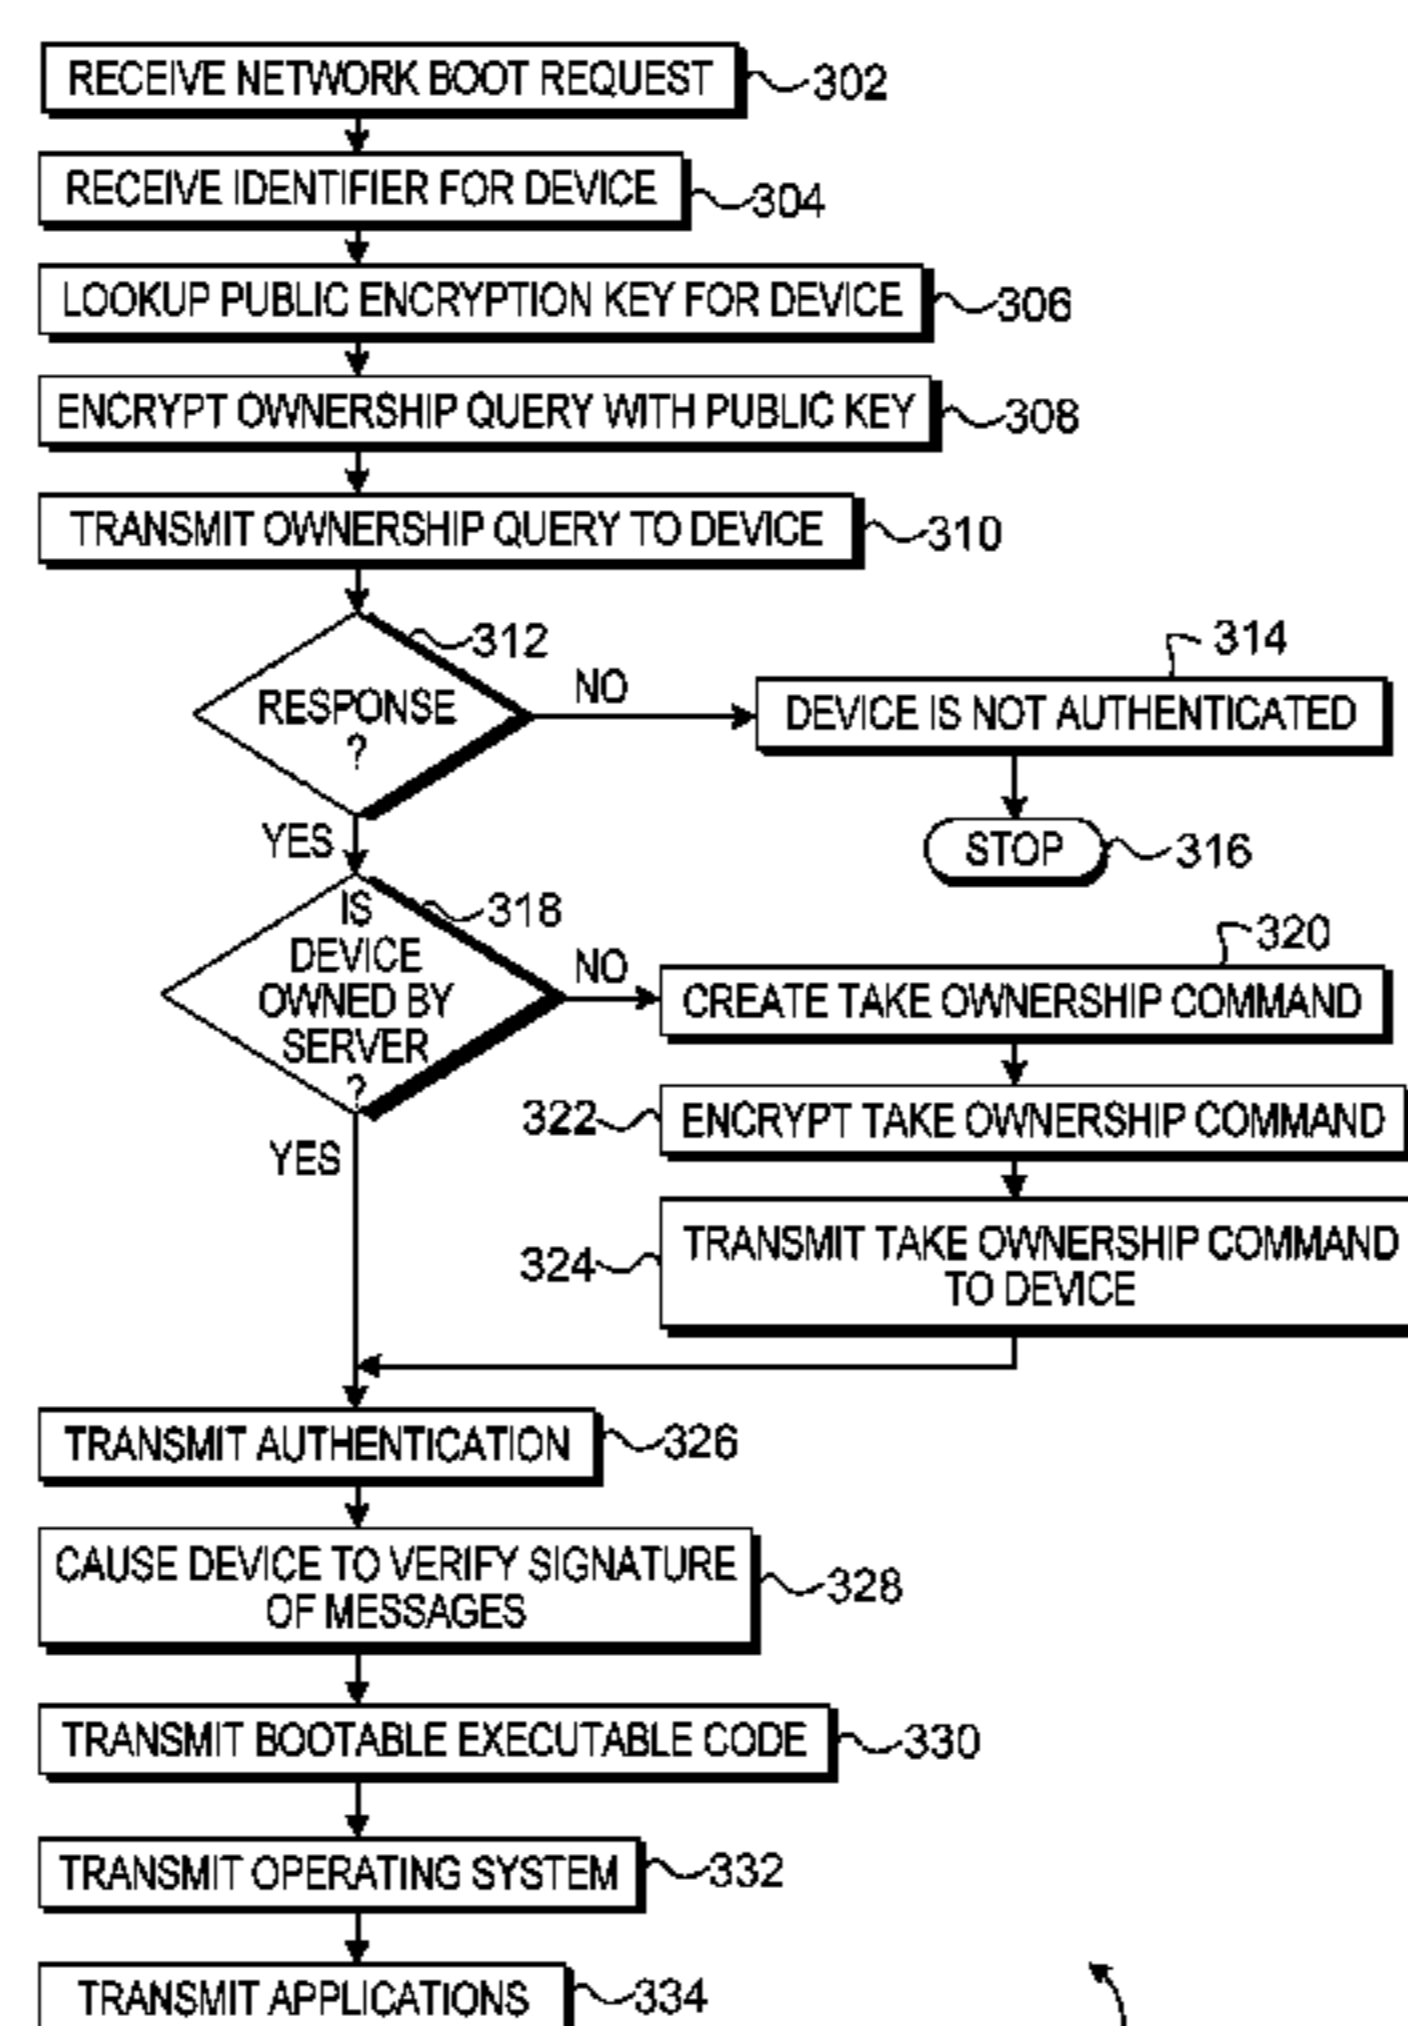 RECEIVE NETWORK BOOT REQUEST
302
RECEIVE IDENTIFIER FOR DEVICE
304
LOOKUP PUBLIC ENCRYPTION KEY FOR DEVICE
306
ENCRYPT OWNERSHIP QUERY WITH PUBLIC KEY
308
TRANSMIT OWNERSHIP QUERY TO DEVICE
310
312
RESPONSE
?
NO
314
DEVICE IS NOT AUTHENTICATED
STOP
316
YES
318
IS
DEVICE
OWNED BY
SERVER
?
NO
320
CREATE TAKE OWNERSHIP COMMAND
322
ENCRYPT TAKE OWNERSHIP COMMAND
324
TRANSMIT TAKE OWNERSHIP COMMAND
TO DEVICE
YES
TRANSMIT AUTHENTICATION
326
CAUSE DEVICE TO VERIFY SIGNATURE
OF MESSAGES
328
TRANSMIT BOOTABLE EXECUTABLE CODE
330
TRANSMIT OPERATING SYSTEM
332
TRANSMIT APPLICATIONS
334